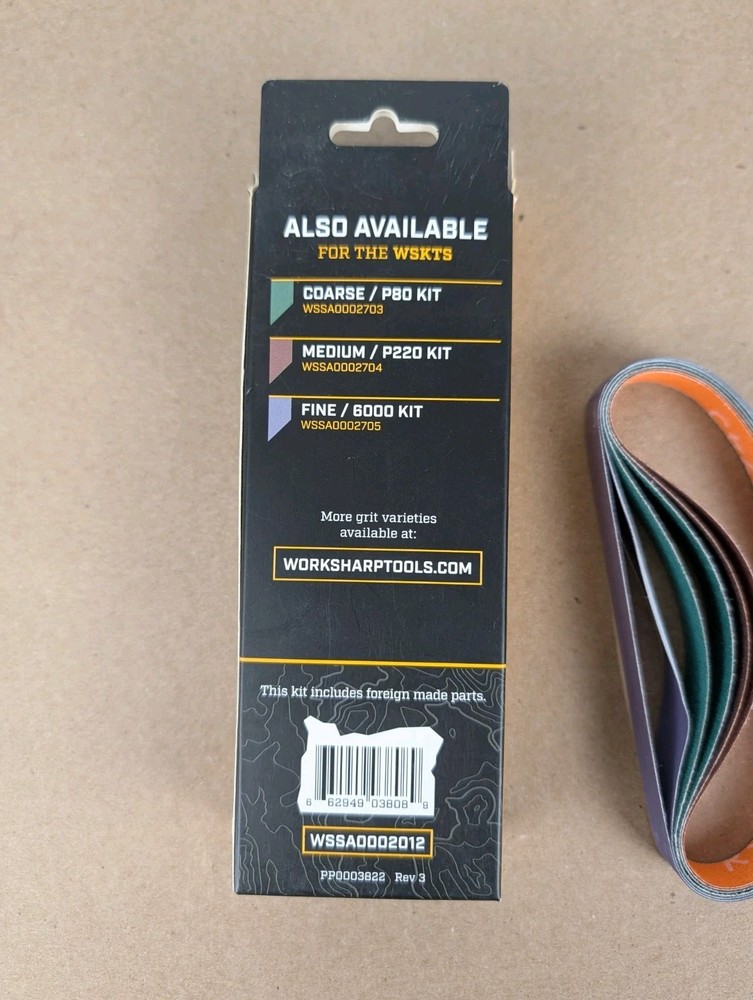 ALSO AVAILABLE
FOR THE WSKTS
COARSE / P80 KIT
WSSA0002703
MEDIUM / P220 KIT
WSSA0002704
FINE / 6000 KIT
WSSA0002705
More grit varieties
available at:
WORKSHARPTOOLS.COM
This kit includes foreign made parts.
6 62949 03808 9
WSSA0002012
PP0003822 Rev 3